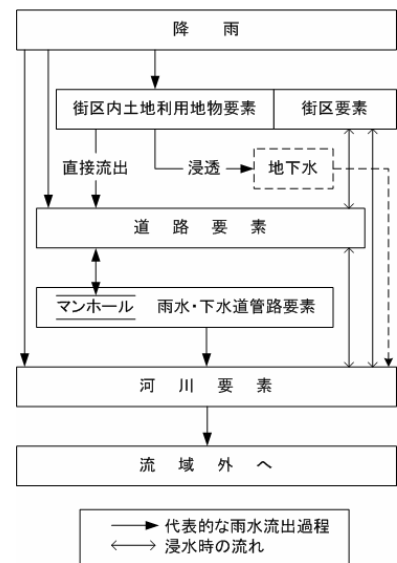 降雨
街区内土地利用地物要素 街区要素
直接流出 浸透 地下水
道路要素
マンホール 雨水・下水道管路要素
河川要素
流域外へ
代表的な雨水流出過程
浸水時の流れ